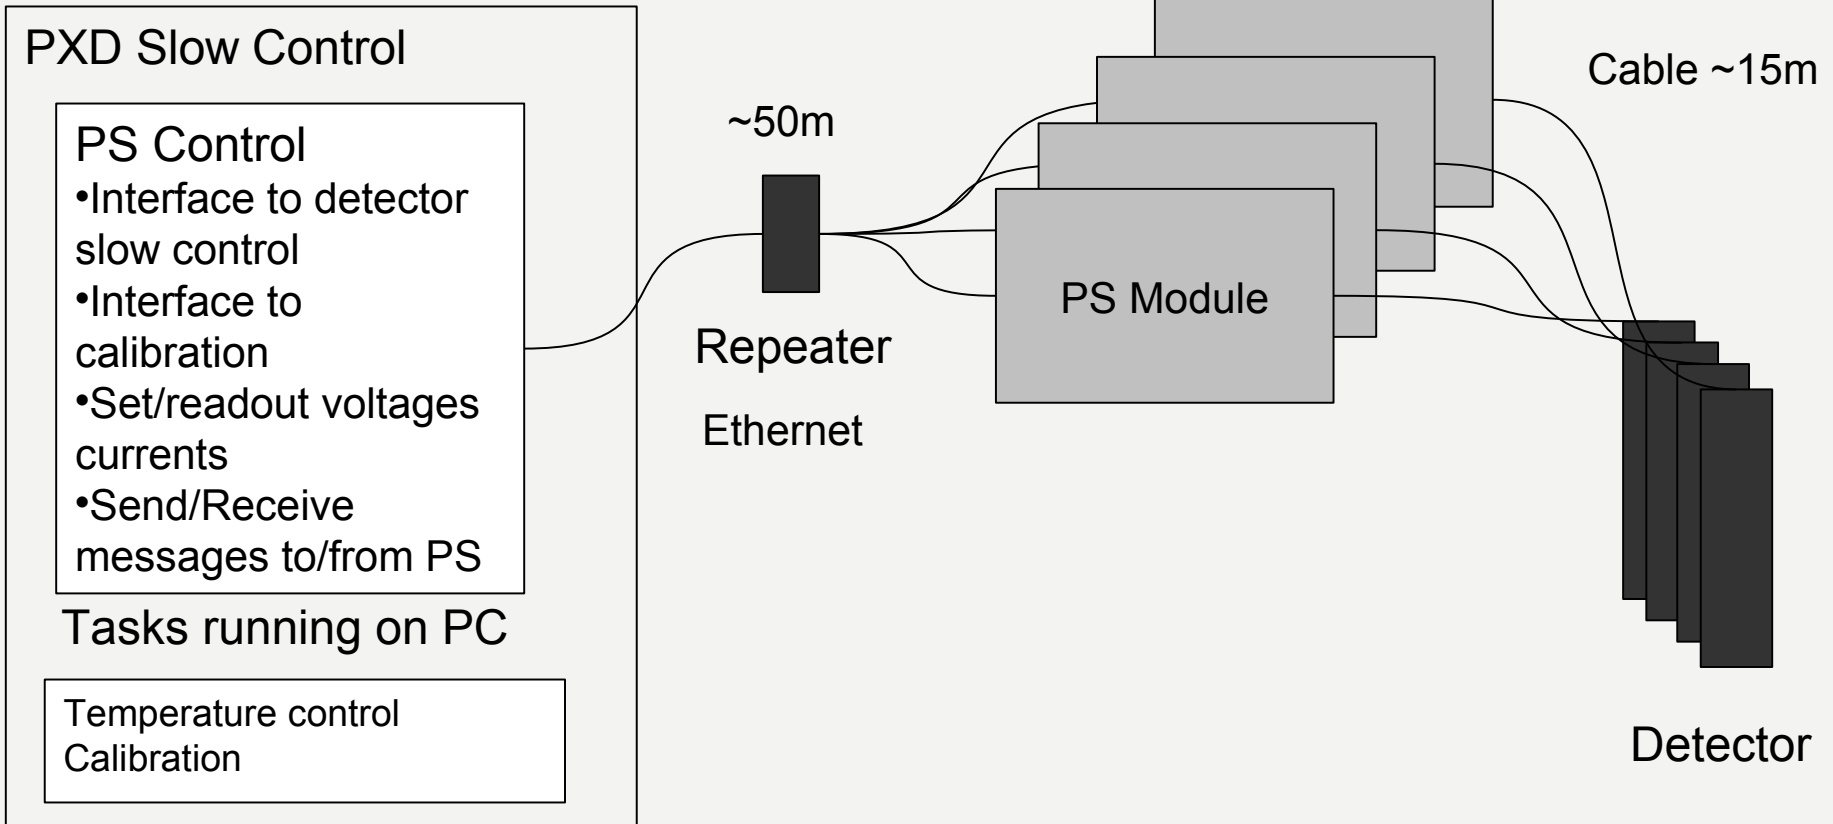 PXD Slow Control
PS Control
•Interface to detector
slow control
•Interface to
calibration
•Set/readout voltages
currents
•Send/Receive
messages to/from PS
Tasks running on PC
Temperature control
Calibration
~50m
Repeater
Ethernet
PS Module
Cable ~15m
Detector